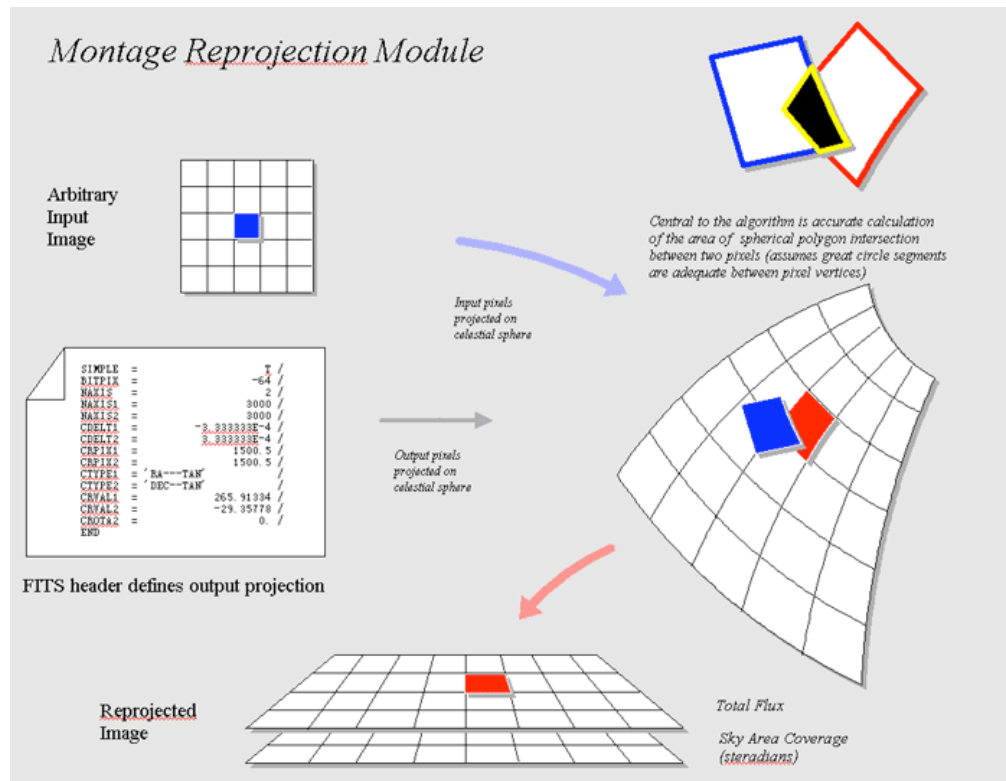 Montage Reprojection Module
Arbitrary
Input
Image
Central to the algorithm is accurate calculation
of the area of spherical polygon intersection
between two pixels (assumes great circle segments
are adequate between pixel vertices)
Input pixels
projected on
celestial sphere
SIMPLE = T /
BITPIX = -64 /
NAXIS = 2 /
NAXIS1 = 3000 /
NAXIS2 = 3000 /
CDELT1 = -3.333333E-4 /
CDELT2 = 3.333333E-4 /
CRPIX1 = 1500.5 /
CRPIX2 = 1500.5 /
CTYPE1 = 'RA---TAN' /
CTYPE2 = 'DEC--TAN' /
CRVAL1 = 265.91334 /
CRVAL2 = -29.35778 /
CROTA2 = 0. /
END
Output pixels
projected on
celestial sphere
FITS header defines output projection
Reprojected
Image
Total Flux
Sky Area Coverage
(steradians)